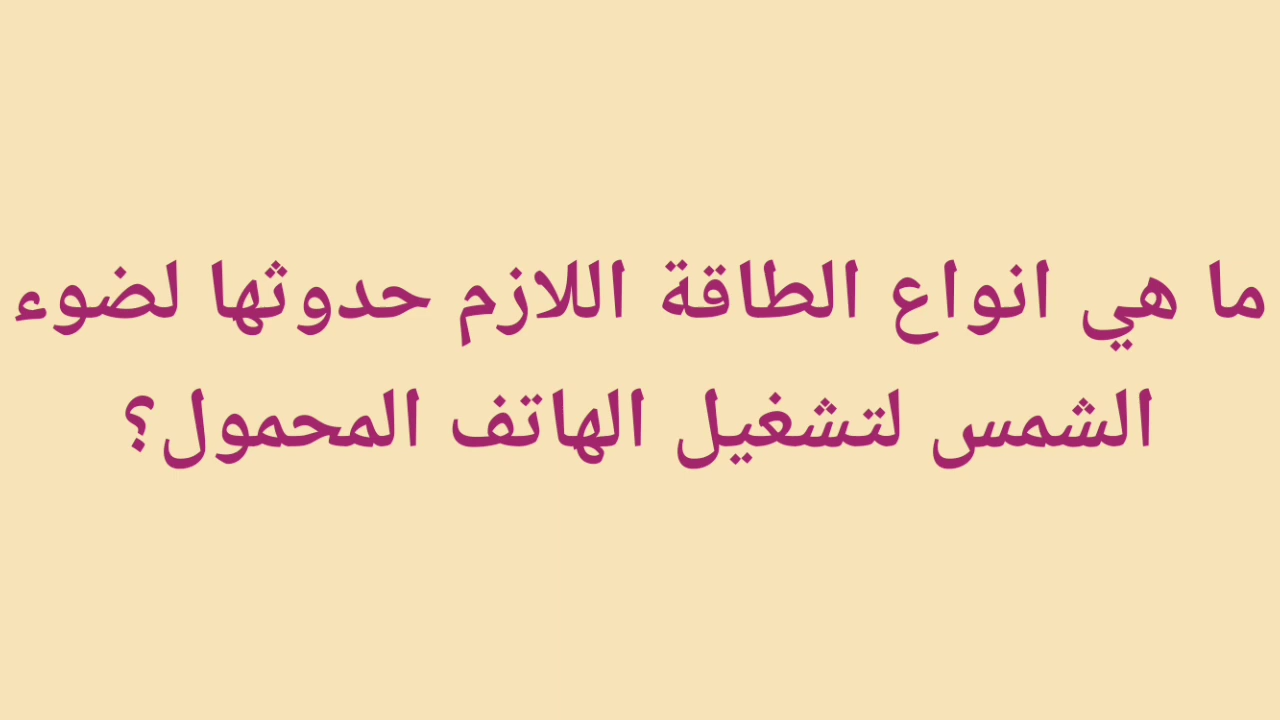 ما هي انواع الطاقة اللازم حدوثها لضوء
الشمس لتشغيل الهاتف المحمول؟